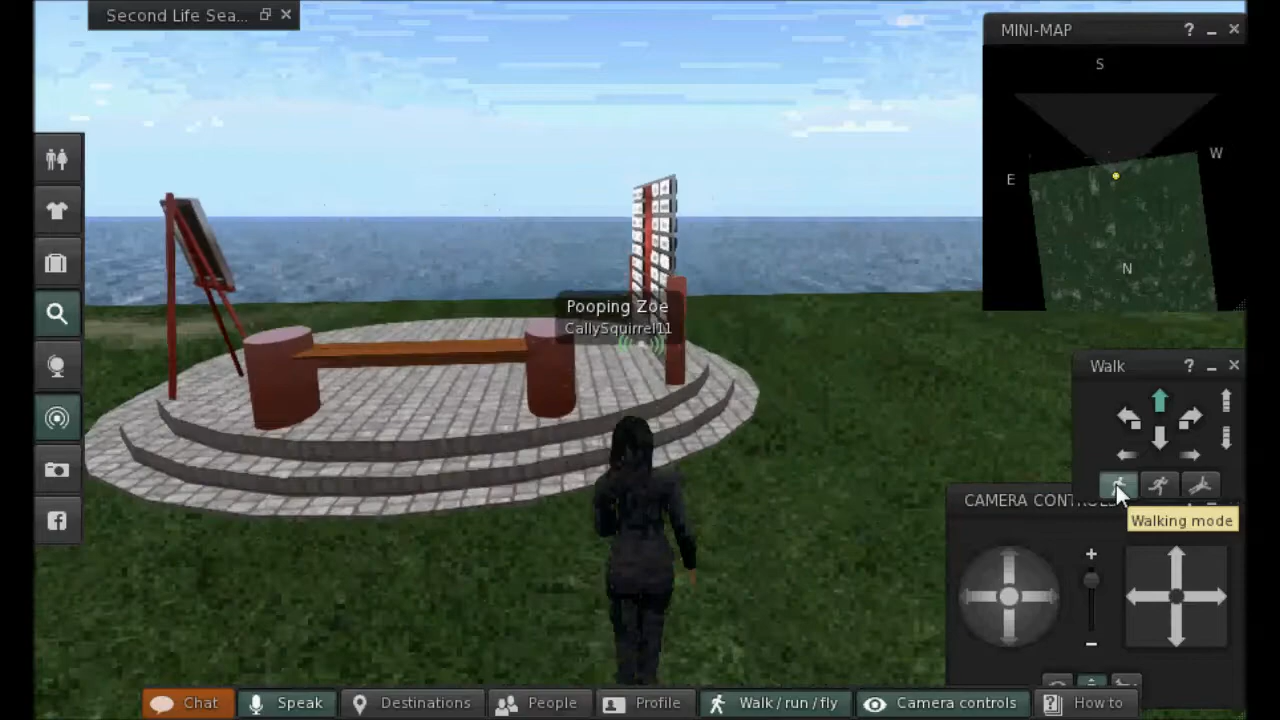 Second Life Sea...
MINI-MAP ?
S
W
E
N
Pooping Zoe
CallySquirrel11
Walk ?
CAMERA CONTROLS
Walking mode
+
Chat
Speak
Destinations
People
Profile
Walk / run / fly
Camera controls
How to